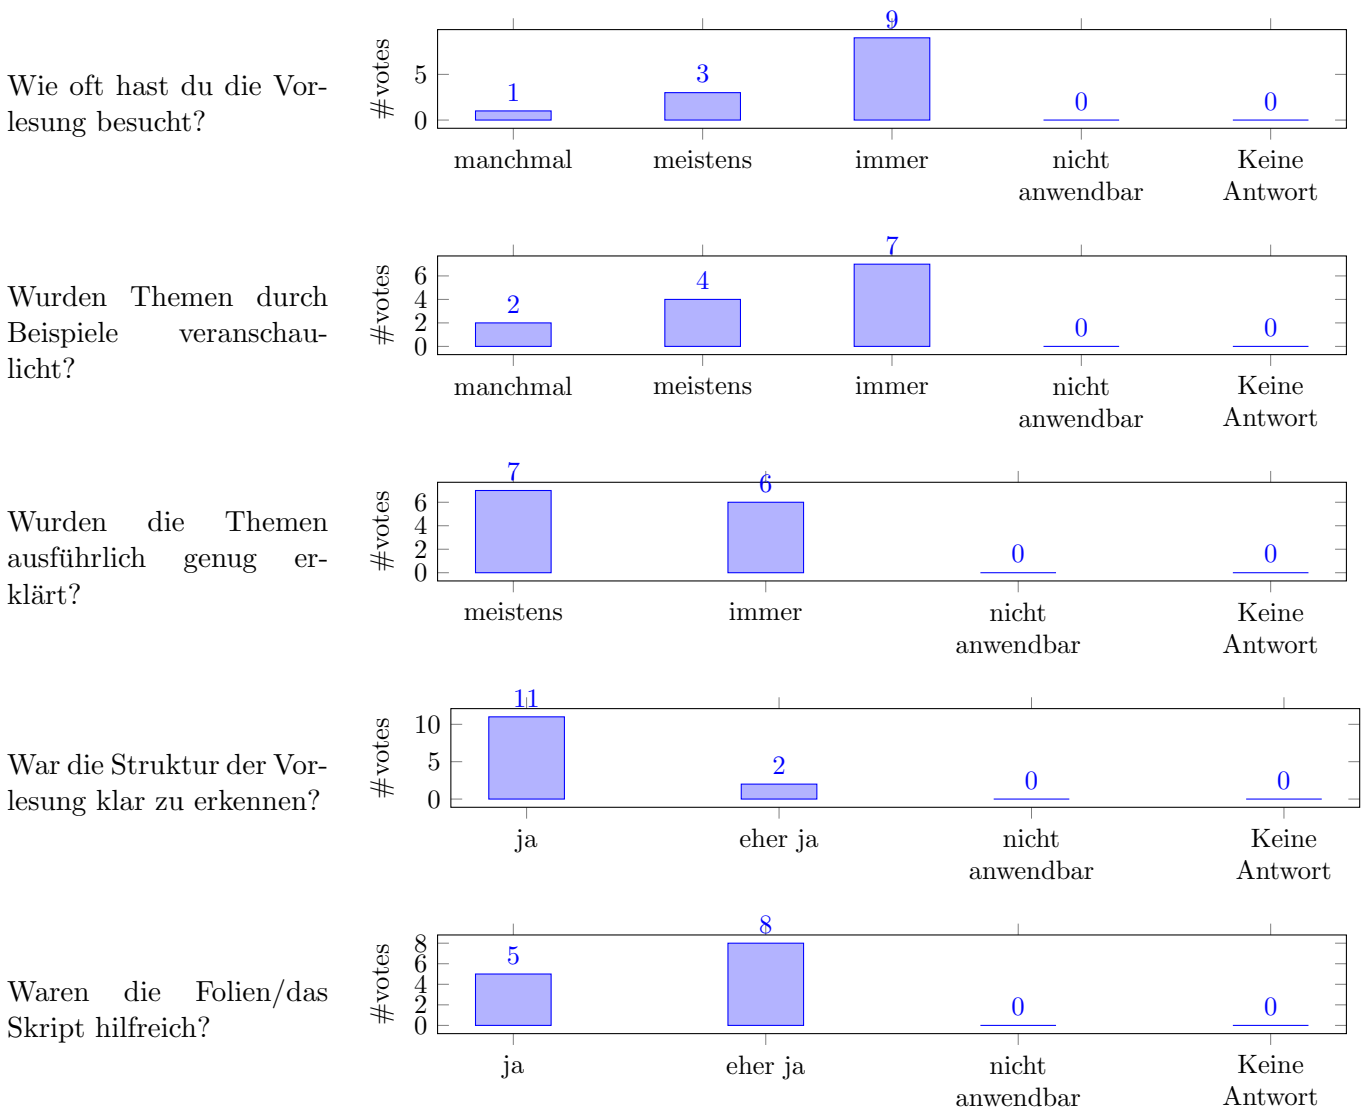 Wie oft hast du die Vor-
lesung besucht?
#votes
5
0
1
3
9
0
0
manchmal
meistens
immer
nicht
anwendbar
Keine
Antwort
Wurden Themen durch
Beispiele veranschau-
licht?
#votes
6
4
2
0
2
4
7
0
0
manchmal
meistens
immer
nicht
anwendbar
Keine
Antwort
Wurden die Themen
ausführlich genug er-
klärt?
#votes
6
4
2
0
7
6
0
0
meistens
immer
nicht
anwendbar
Keine
Antwort
War die Struktur der Vor-
lesung klar zu erkennen?
#votes
10
5
0
11
2
0
0
ja
eher ja
nicht
anwendbar
Keine
Antwort
Waren die Folien/das
Skript hilfreich?
#votes
8
6
4
2
0
5
8
0
0
ja
eher ja
nicht
anwendbar
Keine
Antwort